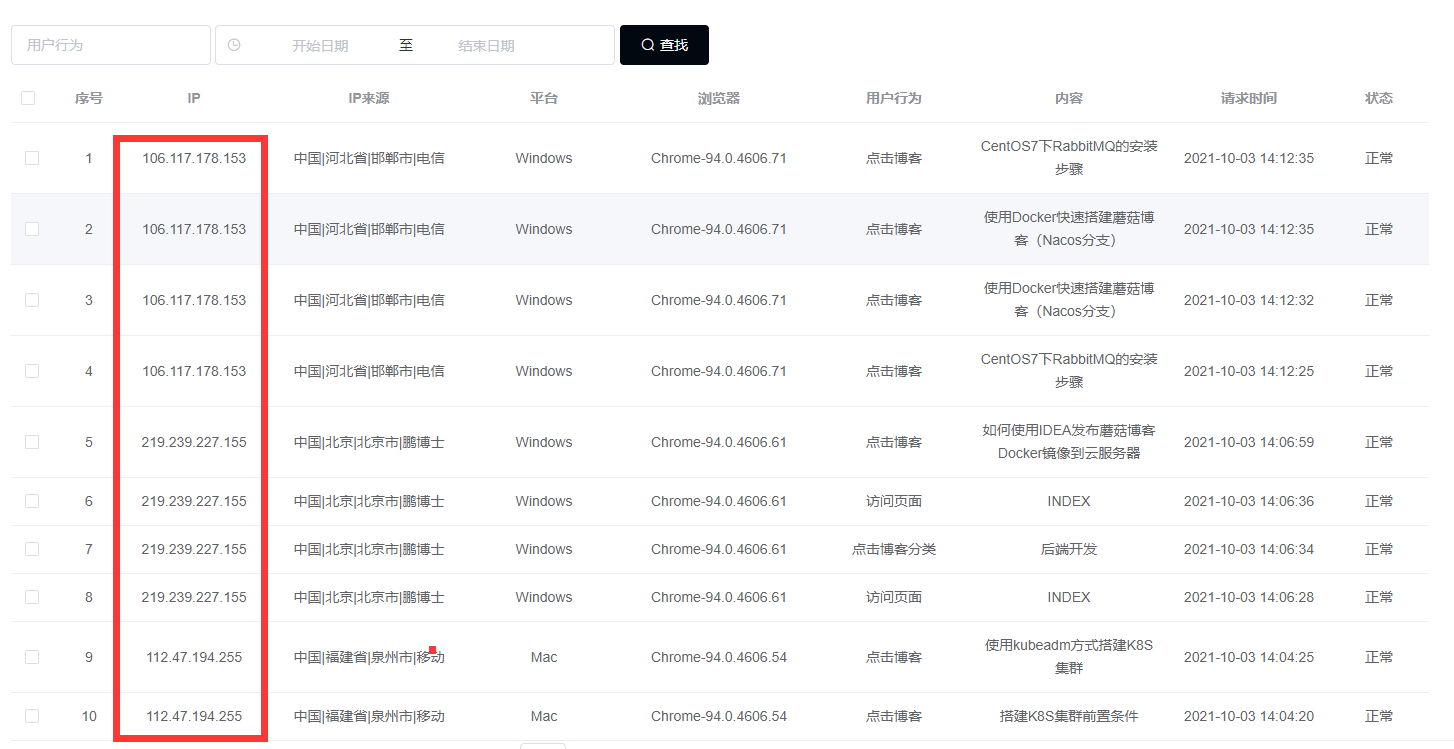 用户行为 开始日期 至 结束日期 查找
序号 IP IP来源 平台 浏览器 用户行为 内容 请求时间 状态
1 106.117.178.153 中国|河北省|邯郸市|电信 Windows Chrome-94.0.4606.71 点击博客 CentOS7下RabbitMQ的安装 2021-10-03 14:12:35 正常
步骤
2 106.117.178.153 中国|河北省|邯郸市|电信 Windows Chrome-94.0.4606.71 点击博客 使用Docker快速搭建蘑菇博 2021-10-03 14:12:35 正常
客（Nacos分支）
3 106.117.178.153 中国|河北省|邯郸市|电信 Windows Chrome-94.0.4606.71 点击博客 使用Docker快速搭建蘑菇博 2021-10-03 14:12:32 正常
客（Nacos分支）
4 106.117.178.153 中国|河北省|邯郸市|电信 Windows Chrome-94.0.4606.71 点击博客 CentOS7下RabbitMQ的安装 2021-10-03 14:12:25 正常
步骤
5 219.239.227.155 中国|北京|北京市|鹏博士 Windows Chrome-94.0.4606.61 点击博客 如何使用IDEA发布蘑菇博客 2021-10-03 14:06:59 正常
Docker镜像到云服务器
6 219.239.227.155 中国|北京|北京市|鹏博士 Windows Chrome-94.0.4606.61 访问页面 INDEX 2021-10-03 14:06:36 正常
7 219.239.227.155 中国|北京|北京市|鹏博士 Windows Chrome-94.0.4606.61 点击博客分类 后端开发 2021-10-03 14:06:34 正常
8 219.239.227.155 中国|北京|北京市|鹏博士 Windows Chrome-94.0.4606.61 访问页面 INDEX 2021-10-03 14:06:28 正常
9 112.47.194.255 中国|福建省|泉州市|移动 Mac Chrome-94.0.4606.54 点击博客 使用kubeadm方式搭建K8S 2021-10-03 14:04:25 正常
集群
10 112.47.194.255 中国|福建省|泉州市|移动 Mac Chrome-94.0.4606.54 点击博客 搭建K8S集群前置条件 2021-10-03 14:04:20 正常